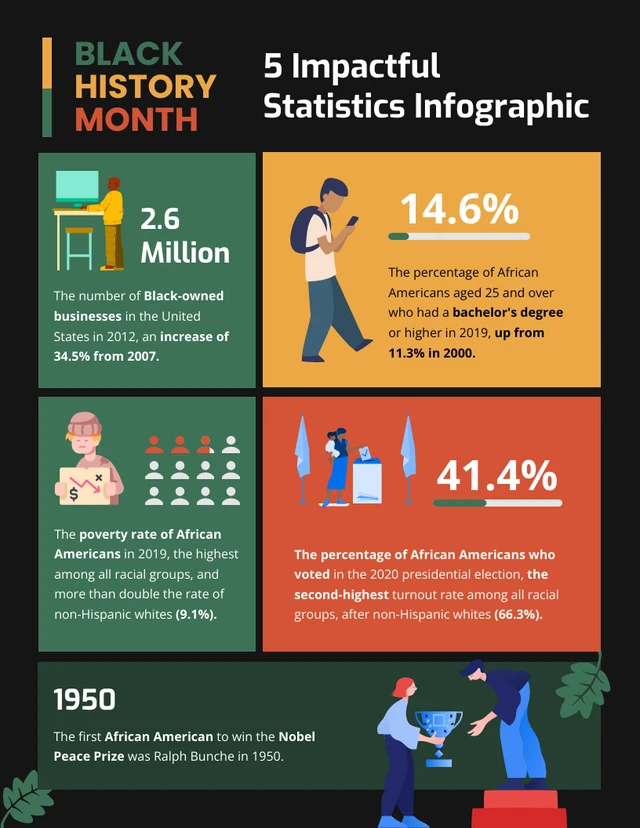 BLACK
HISTORY
MONTH
5 Impactful
Statistics Infographic
2.6
Million
The number of Black-owned
businesses in the United
States in 2012, an increase of
34.5% from 2007.
14.6%
The percentage of African
Americans aged 25 and over
who had a bachelor's degree
or higher in 2019, up from
11.3% in 2000.
$
x
The poverty rate of African
Americans in 2019, the highest
among all racial groups, and
more than double the rate of
non-Hispanic whites (9.1%).
41.4%
The percentage of African Americans who
voted in the 2020 presidential election, the
second-highest turnout rate among all racial
groups, after non-Hispanic whites (66.3%).
1950
The first African American to win the Nobel
Peace Prize was Ralph Bunche in 1950.